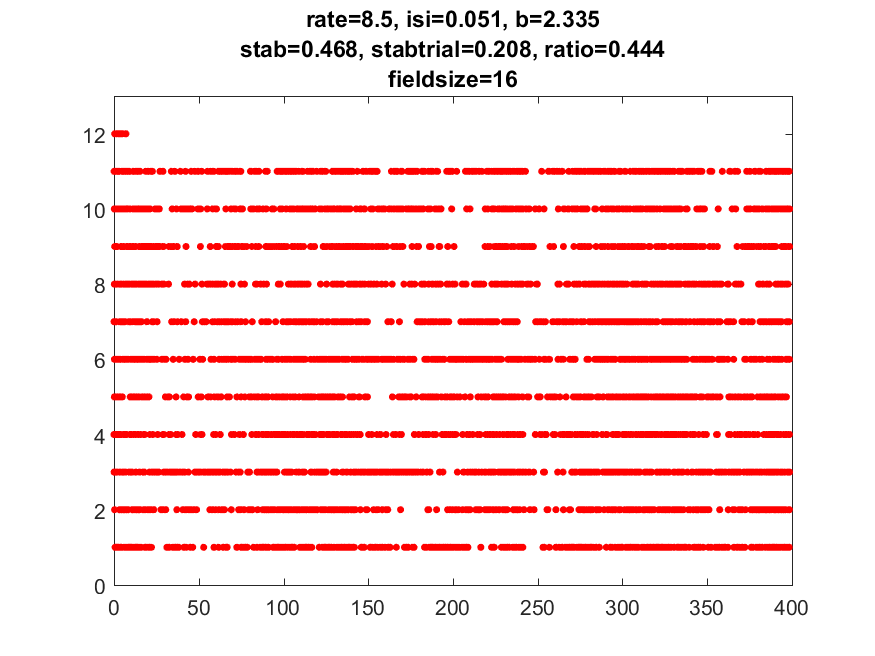 rate=8.5, isi=0.051, b=2.335
stab=0.468, stabtrial=0.208, ratio=0.444
fieldsize=16
12
10
8
6
4
2
0
0 50 100 150 200 250 300 350 400